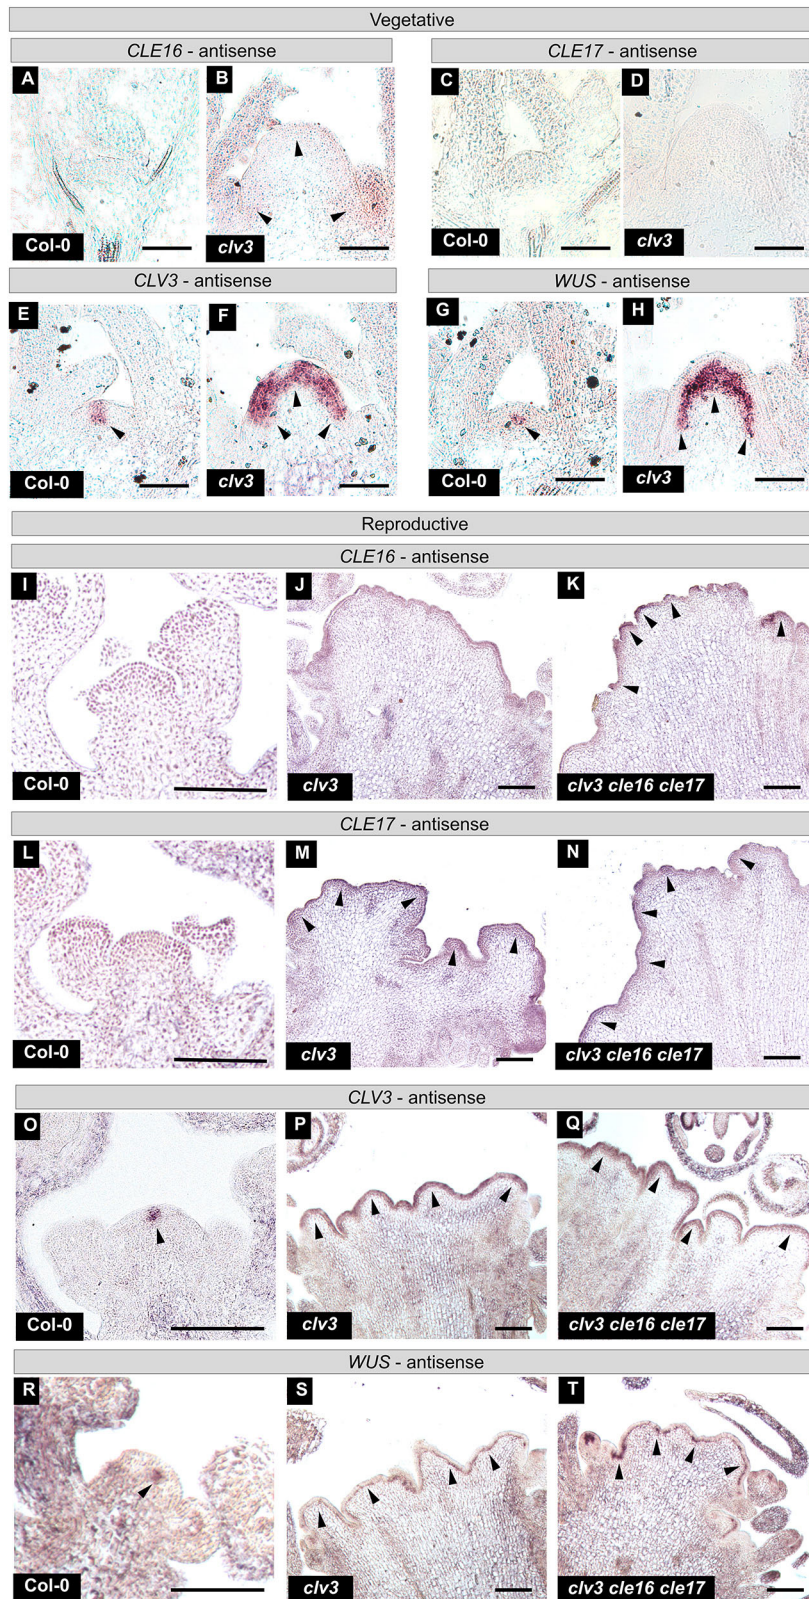 Vegetative
CLE16 - antisense
CLE17 - antisense
A
B
C
D
Col-0
clv3
Col-0
clv3
CLV3 - antisense
WUS - antisense
E
F
G
H
Col-0
clv3
Col-0
clv3
Reproductive
CLE16 - antisense
I
J
K
Col-0
clv3
clv3 cle16 cle17
CLE17 - antisense
L
M
N
Col-0
clv3
clv3 cle16 cle17
CLV3 - antisense
O
P
Q
Col-0
clv3
clv3 cle16 cle17
WUS - antisense
R
S
T
Col-0
clv3
clv3 cle16 cle17